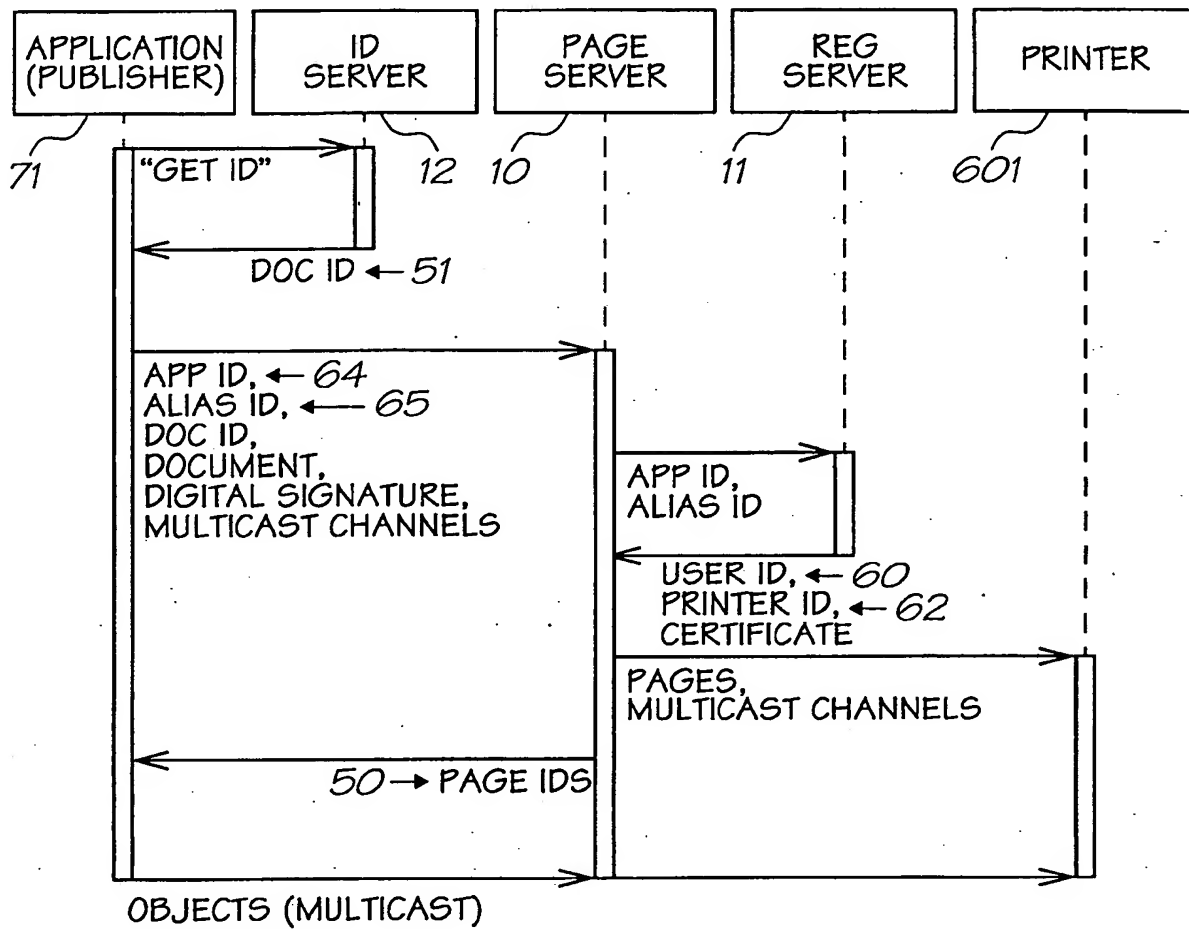 APPLICATION
(PUBLISHER)
ID
SERVER
PAGE
SERVER
REG
SERVER
PRINTER
71
12
10
11
601
"GET ID"
DOC ID ← 51
APP ID, ← 64
ALIAS ID, ← 65
DOC ID,
DOCUMENT,
DIGITAL SIGNATURE,
MULTICAST CHANNELS
APP ID,
ALIAS ID
USER ID, ← 60
PRINTER ID, ← 62
CERTIFICATE
PAGES,
MULTICAST CHANNELS
50 → PAGE IDS
OBJECTS (MULTICAST)